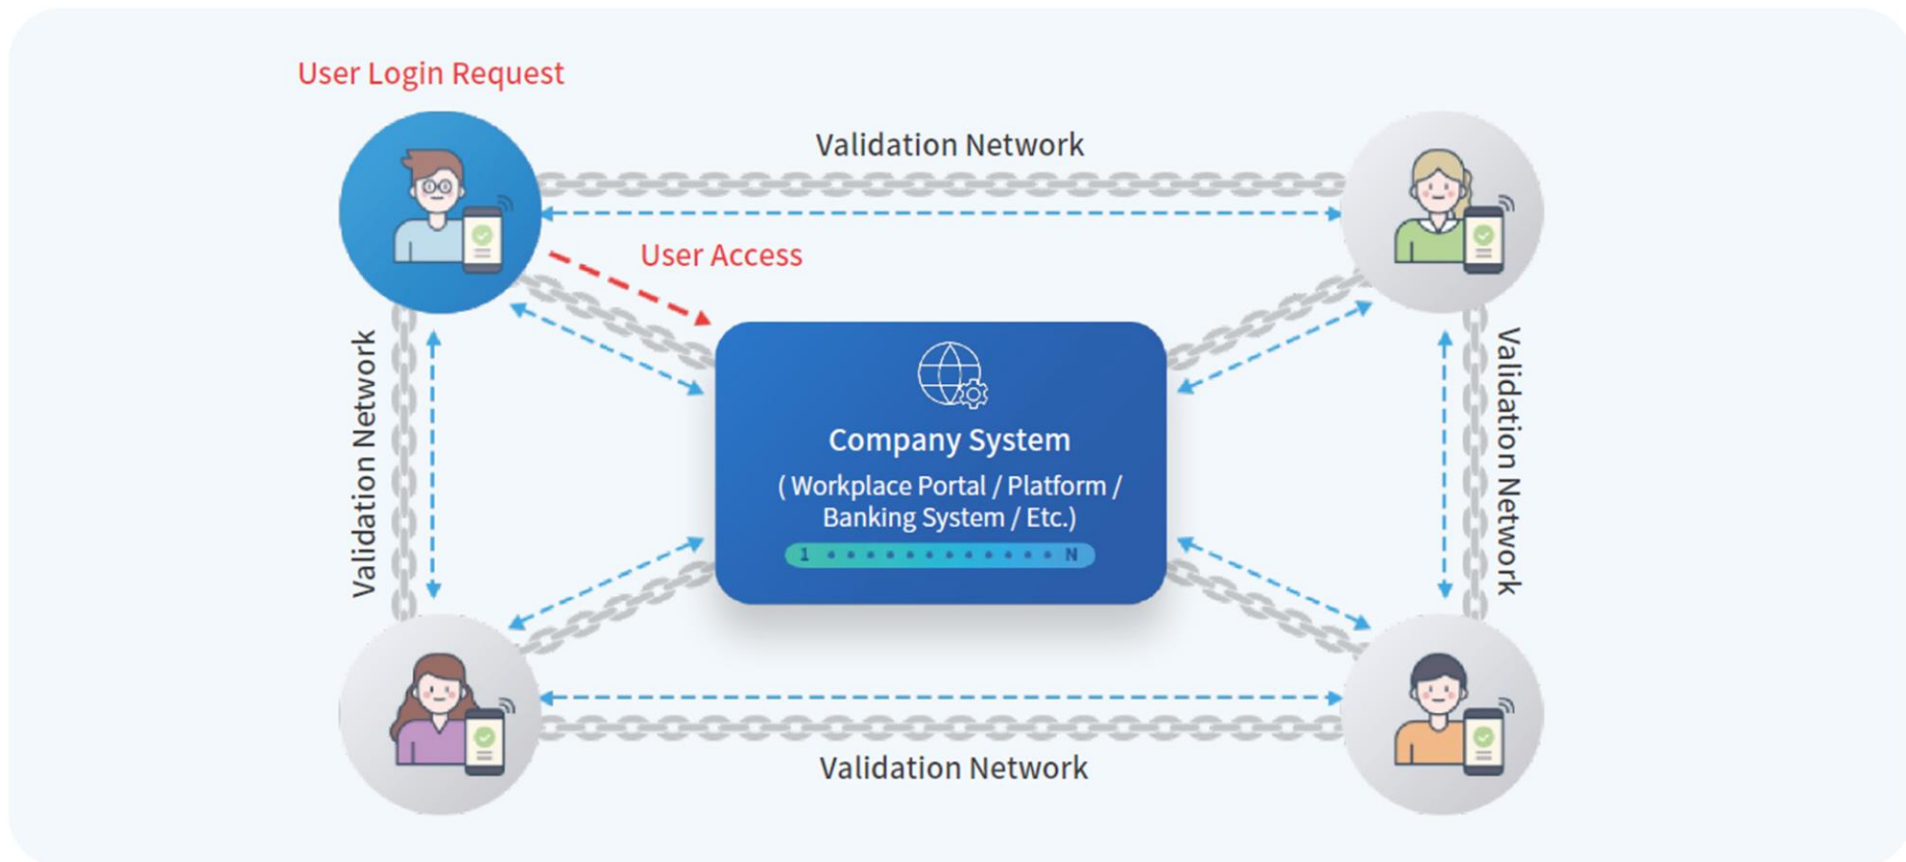 User Login Request
Validation Network
User Access
Validation Network
Validation Network
Company System
( Workplace Portal / Platform /
Banking System / Etc.)
1 • • • • • • • • • • • • N
Validation Network